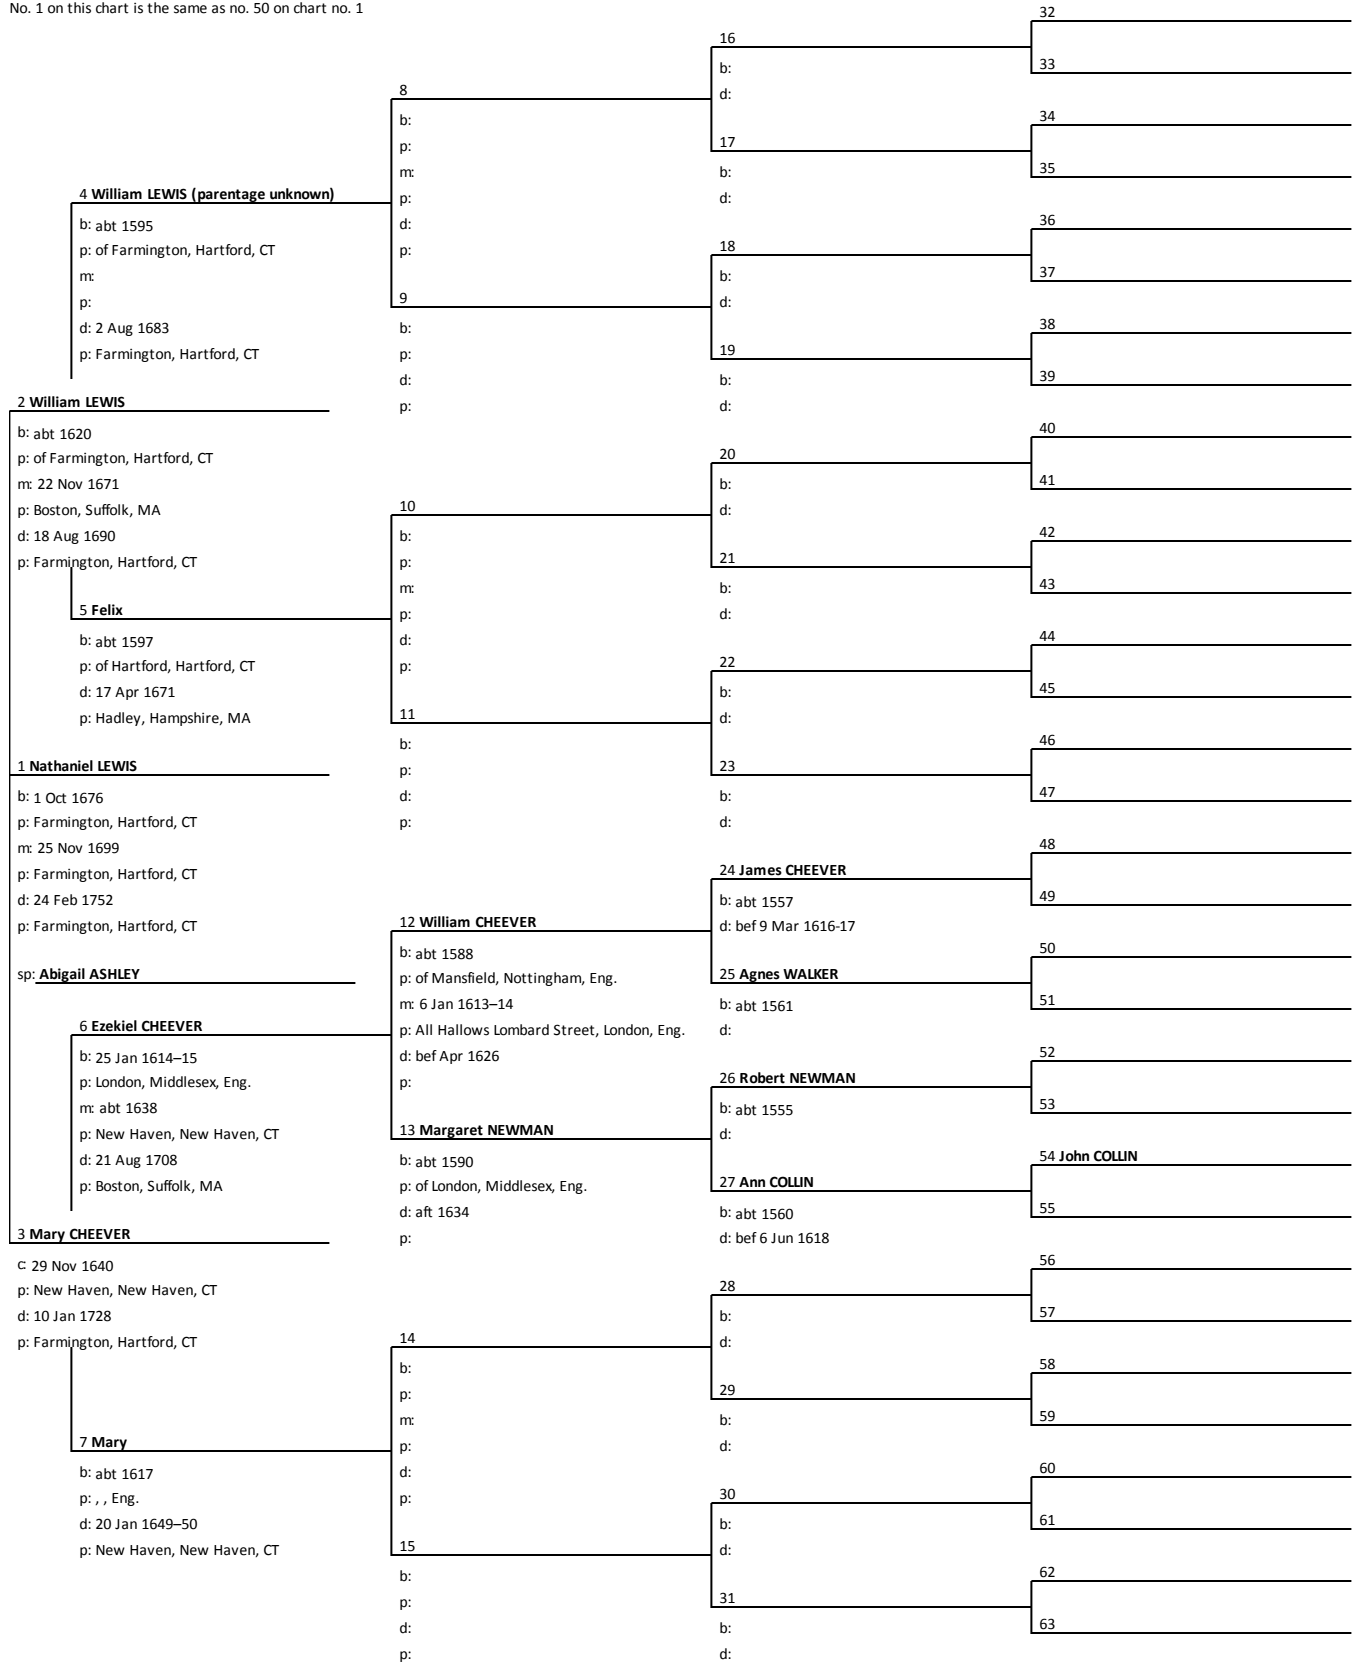 No. 1 on this chart is the same as no. 50 on chart no. 1
4 William LEWIS (parentage unknown)
b: abt 1595
p: of Farmington, Hartford, CT
m:
p:
d: 2 Aug 1683
p: Farmington, Hartford, CT
2 William LEWIS
b: abt 1620
p: of Farmington, Hartford, CT
m: 22 Nov 1671
p: Boston, Suffolk, MA
d: 18 Aug 1690
p: Farmington, Hartford, CT
5 Felix
b: abt 1597
p: of Hartford, Hartford, CT
d: 17 Apr 1671
p: Hadley, Hampshire, MA
1 Nathaniel LEWIS
b: 1 Oct 1676
p: Farmington, Hartford, CT
m: 25 Nov 1699
p: Farmington, Hartford, CT
d: 24 Feb 1752
p: Farmington, Hartford, CT
sp: Abigail ASHLEY
6 Ezekiel CHEEVER
b: 25 Jan 1614–15
p: London, Middlesex, Eng.
m: abt 1638
p: New Haven, New Haven, CT
d: 21 Aug 1708
p: Boston, Suffolk, MA
3 Mary CHEEVER
c: 29 Nov 1640
p: New Haven, New Haven, CT
d: 10 Jan 1728
p: Farmington, Hartford, CT
7 Mary
b: abt 1617
p: , , Eng.
d: 20 Jan 1649–50
p: New Haven, New Haven, CT
8
b:
p:
m:
p:
d:
p:
9
b:
p:
d:
p:
10
b:
p:
m:
p:
d:
p:
11
b:
p:
d:
p:
12 William CHEEVER
b: abt 1588
p: of Mansfield, Nottingham, Eng.
m: 6 Jan 1613–14
p: All Hallows Lombard Street, London, Eng.
d: bef Apr 1626
p:
13 Margaret NEWMAN
b: abt 1590
p: of London, Middlesex, Eng.
d: aft 1634
p:
14
b:
p:
m:
p:
d:
p:
15
b:
p:
d:
p:
16
b:
d:
17
b:
d:
18
b:
d:
19
b:
d:
20
b:
d:
21
b:
d:
22
b:
d:
23
b:
d:
24 James CHEEVER
b: abt 1557
d: bef 9 Mar 1616-17
25 Agnes WALKER
b: abt 1561
d:
26 Robert NEWMAN
b: abt 1555
d:
27 Ann COLLIN
b: abt 1560
d: bef 6 Jun 1618
28
b:
d:
29
b:
d:
30
b:
d:
31
b:
d:
32
33
34
35
36
37
38
39
40
41
42
43
44
45
46
47
48
49
50
51
52
53
54 John COLLIN
55
56
57
58
59
60
61
62
63